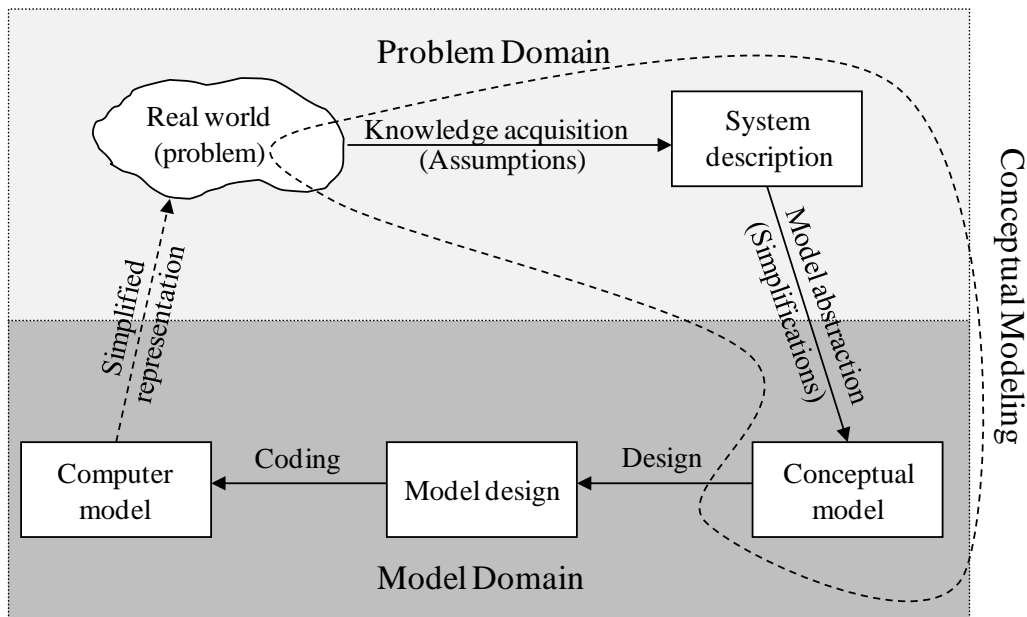 Problem Domain
Real world
(problem)
Knowledge acquisition
(Assumptions)
System
description
Conceptual Modeling
Model abstraction
(Simplifications)
Simplified
representation
Computer
model
Coding
Model design
Design
Conceptual
model
Model Domain